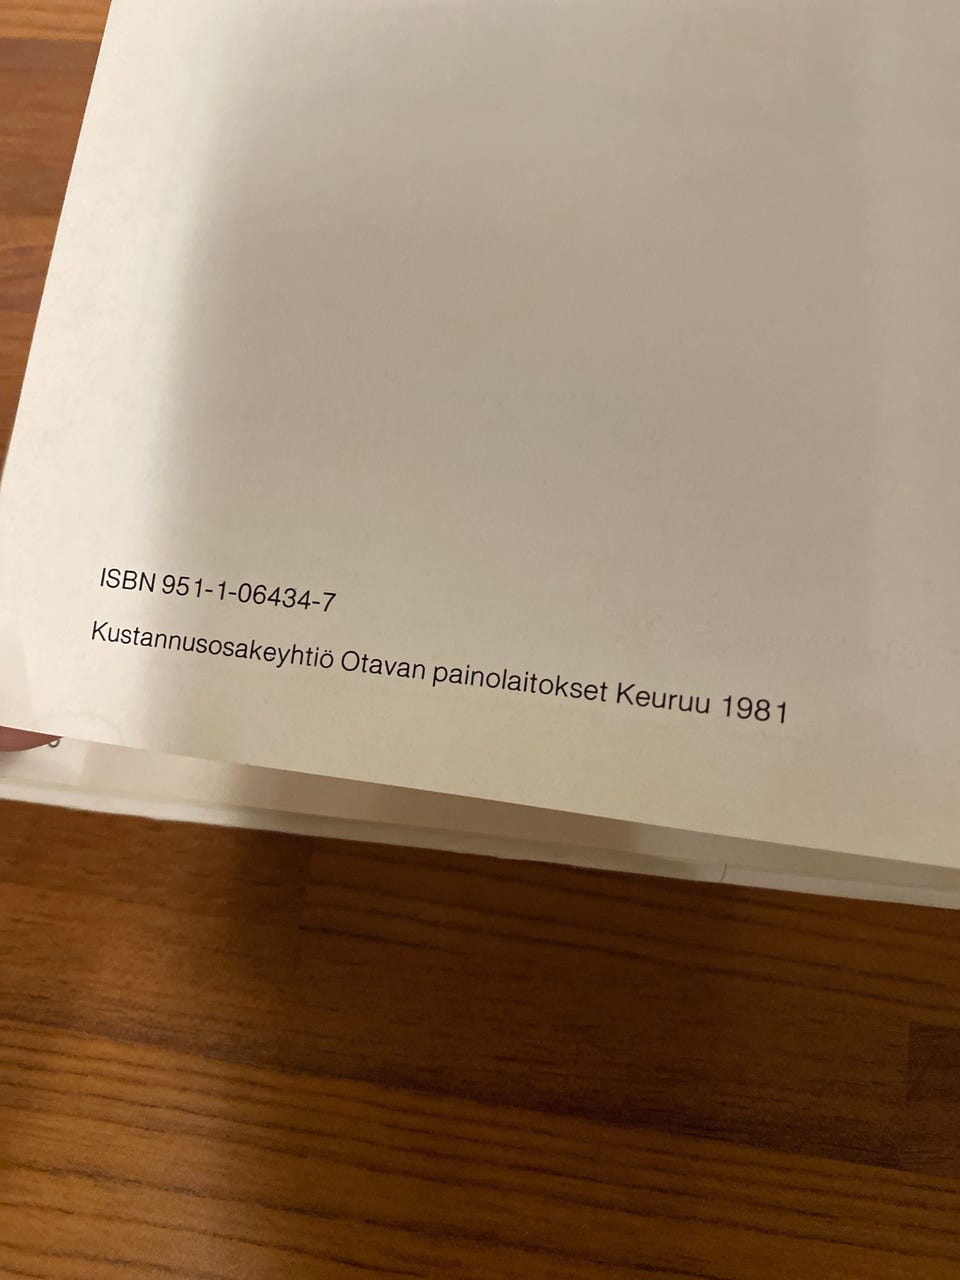 ISBN 951-1-06434-7
Kustannusosakeyhtiö Otavan painolaitokset Keuruu 1981